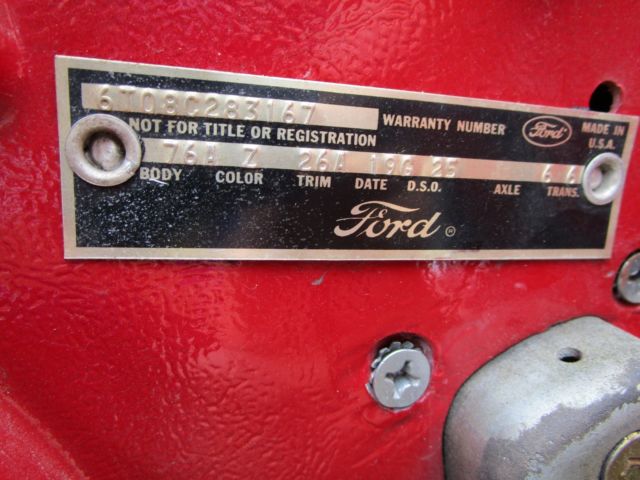 6T08C283167
NOT FOR TITLE OR REGISTRATION
WARRANTY NUMBER
Ford
MADE IN
U.S.A.
76A Z 26A 19G 25 6 6
BODY COLOR TRIM DATE D.S.O. AXLE TRANS.
Ford ®